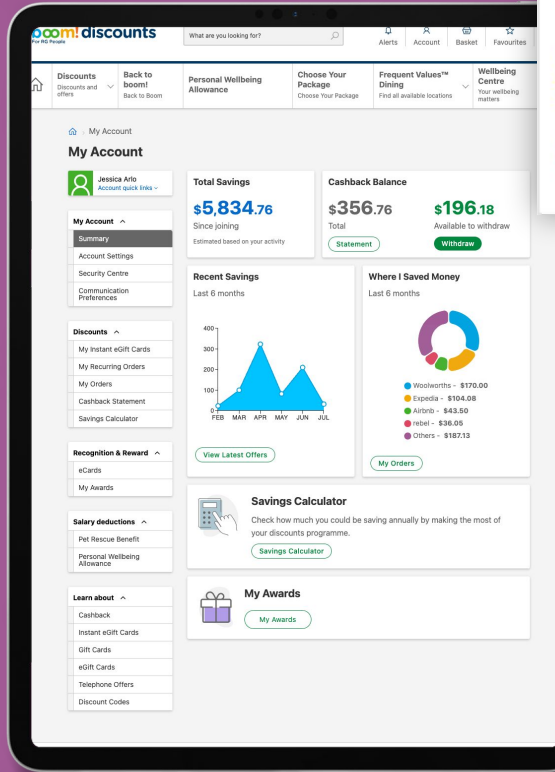 boom! discounts
For RG People
What are you looking for?
Alerts
Account
Basket
Favourites
Discounts
Discounts and
offers
Back to
boom!
Back to Boom
Personal Wellbeing
Allowance
Choose Your
Package
Choose Your Package
Frequent Values™
Dining
Find all available locations
Wellbeing
Centre
Your wellbeing
matters
My Account
My Account
Jessica Arlo
Account quick links
My Account
Summary
Account Settings
Security Centre
Communication
Preferences
Discounts
My Instant eGift Cards
My Recurring Orders
My Orders
Cashback Statement
Savings Calculator
Recognition & Reward
eCards
My Awards
Salary deductions
Pet Rescue
Benefit
Personal Wellbeing
Allowance
Learn about
Cashback
Instant eGift Cards
Gift Cards
eGift Cards
Telephone Offers
Discount Codes
Total Savings
$5,834.76
Since joining
Estimated based on your activity
Cashback Balance
$356.76
Total
Statement
$196.18
Available to withdraw
Withdraw
Recent Savings
Last 6 months
400
300
200
100
0
FEB MAR APR MAY JUN JUL
View Latest Offers
Where I Saved Money
Last 6 months
Woolworths - $170.00
Expedia - $104.08
Airbnb - $43.50
rebel - $36.05
Others - $187.13
My Orders
Savings Calculator
Check how much you could be saving annually by making the most of
your discounts programme.
Savings Calculator
My Awards
My Awards